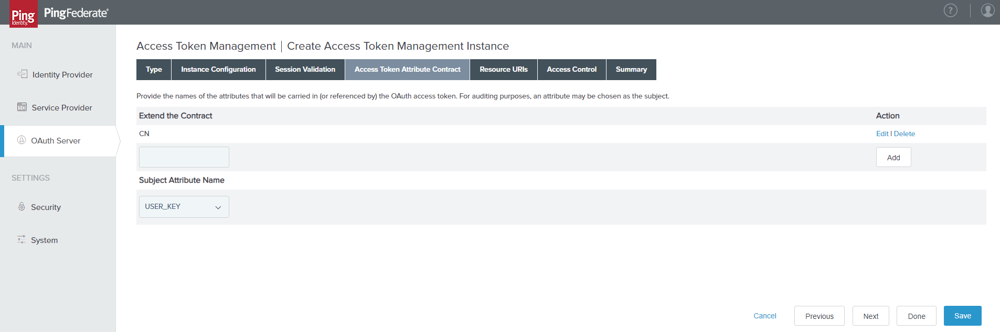 Ping
Identity.
PingFederate®
?
MAIN
Identity Provider
Service Provider
OAuth Server
SETTINGS
Security
System
Access Token Management | Create Access Token Management Instance
Type Instance Configuration Session Validation Access Token Attribute Contract Resource URIs Access Control Summary
Provide the names of the attributes that will be carried in (or referenced by) the OAuth access token. For auditing purposes, an attribute may be chosen as the subject.
Extend the Contract Action
CN Edit | Delete
Add
Subject Attribute Name
USER_KEY
Cancel Previous Next Done Save